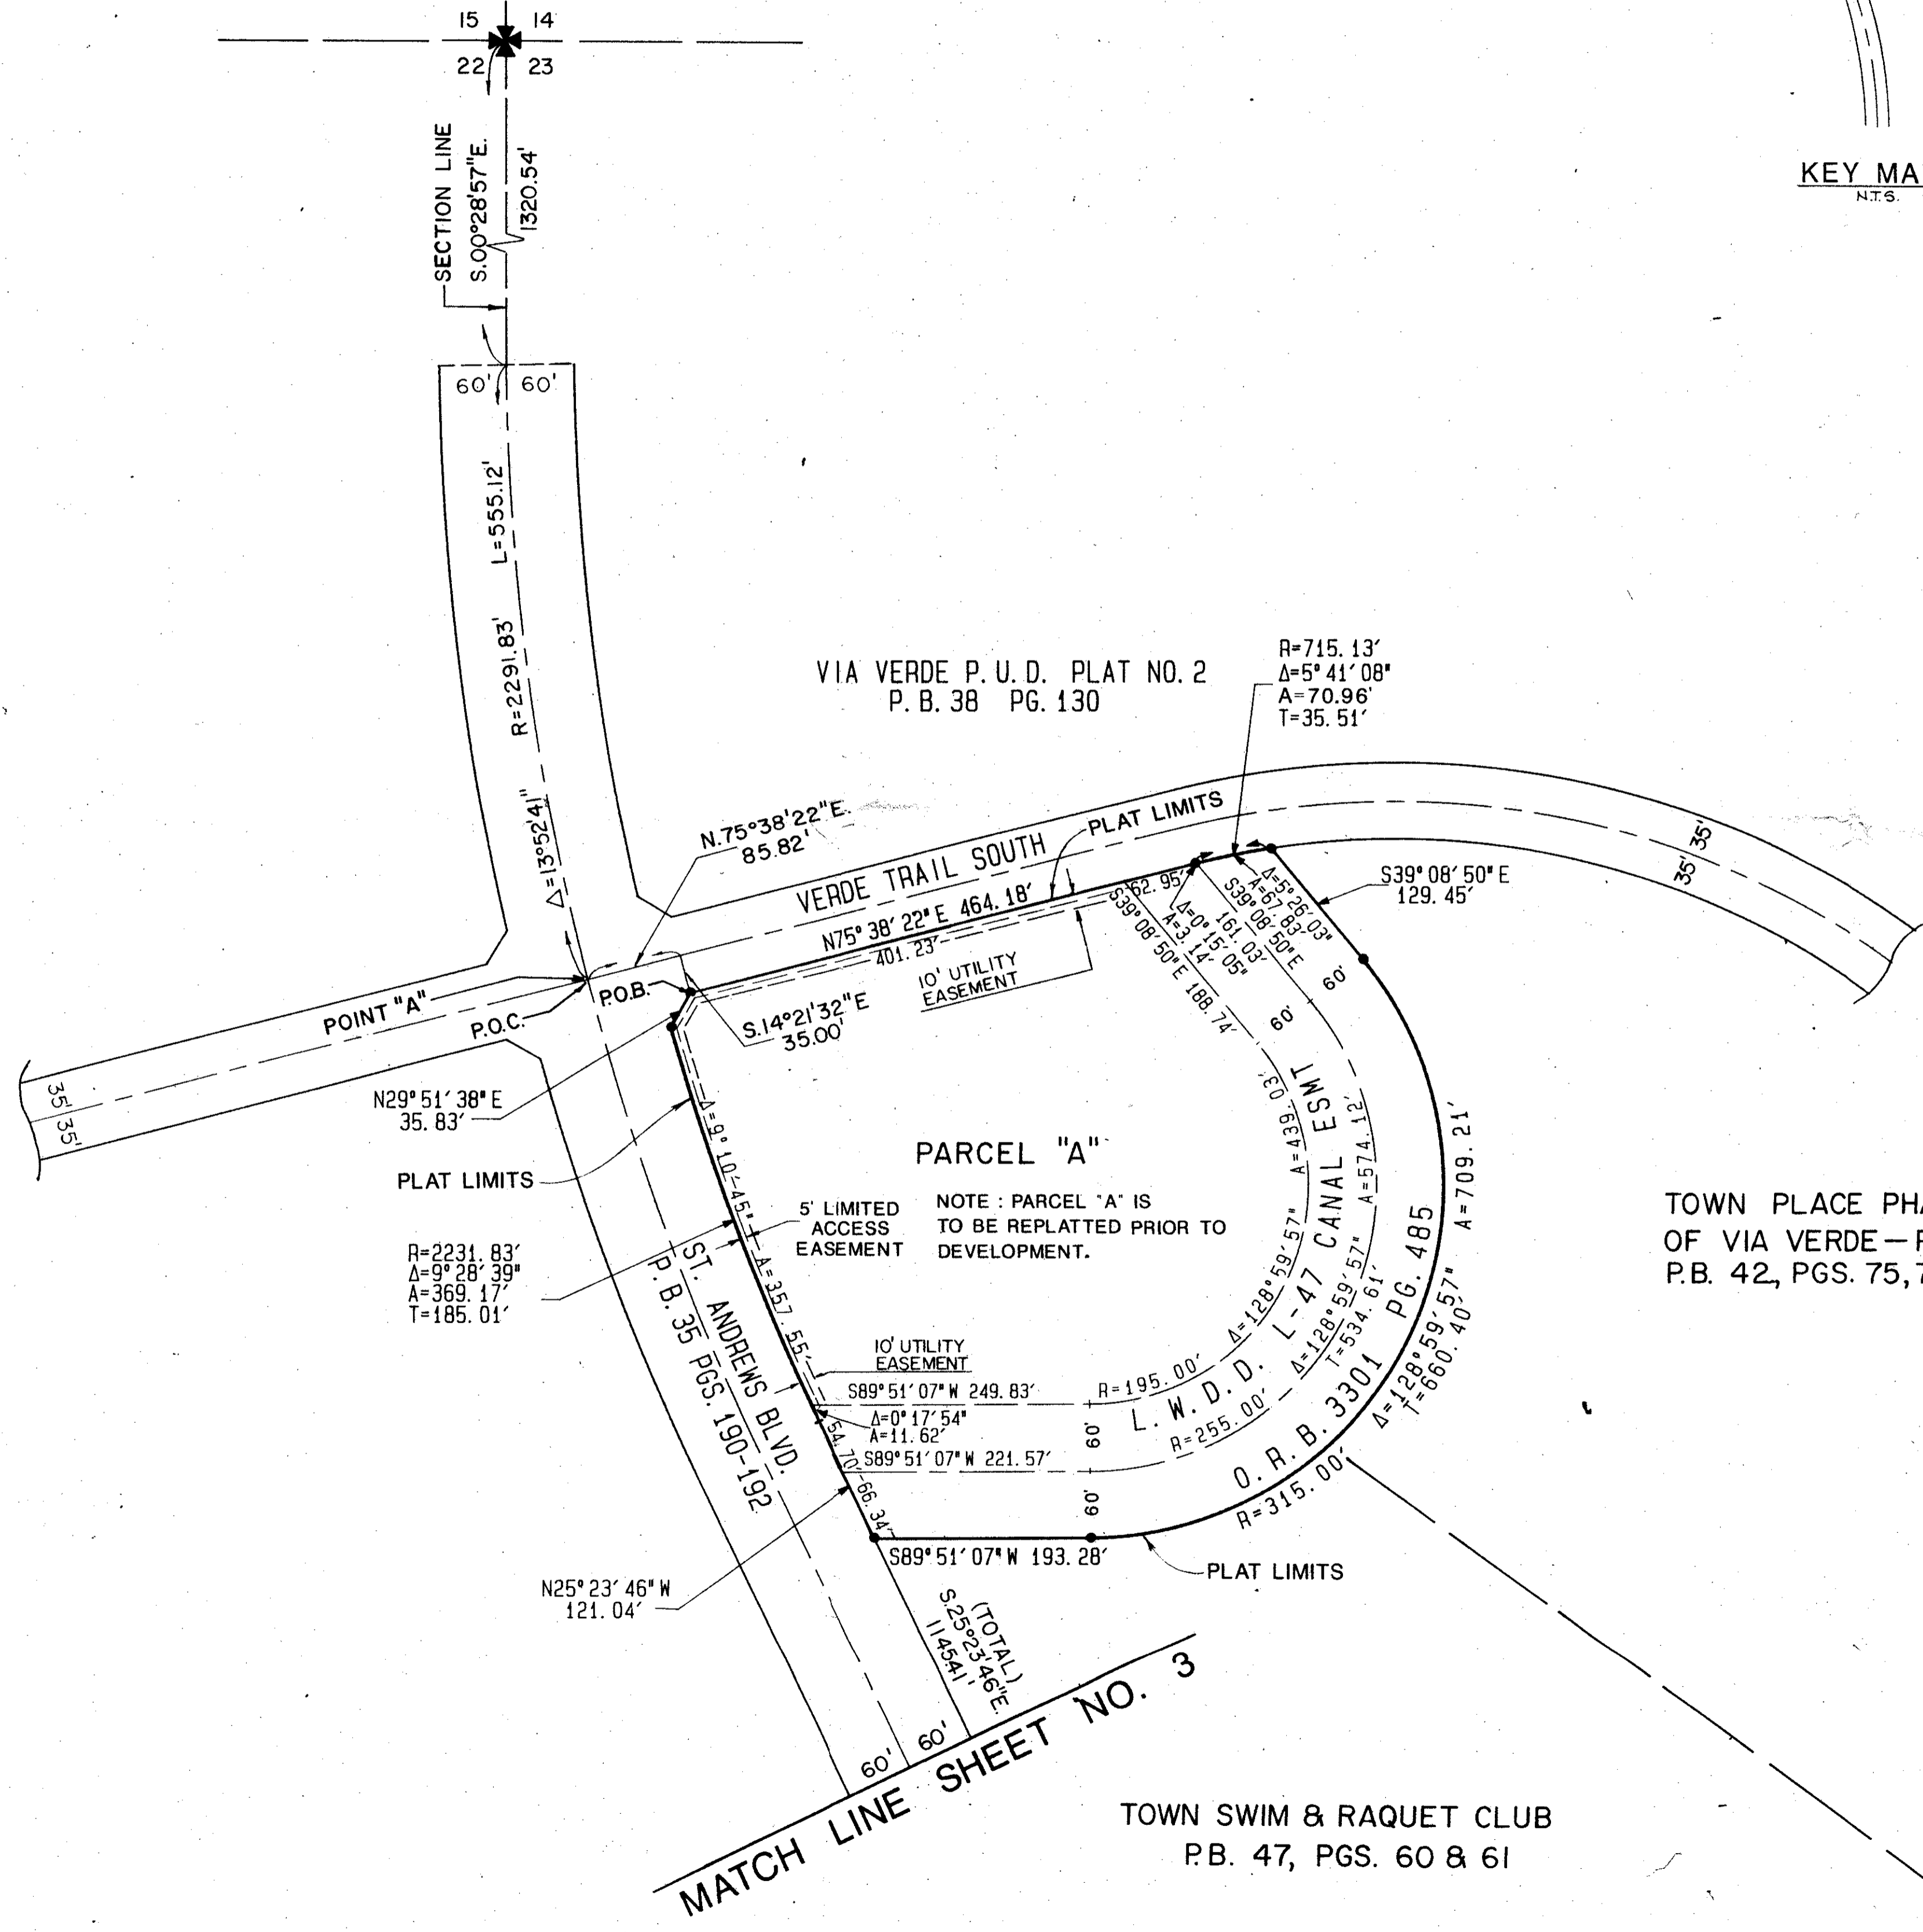 15 14
22 23
SECTION LINE
S.00°28'57"E.
1320.54'
KEY MA
N.T.S.
60' 60'
L=555.12'
R=2291.83'
Δ=13°52'41"
VIA VERDE P. U. D. PLAT NO. 2
P. B. 38 PG. 130
R=715. 13'
Δ=5° 41' 08"
A=70.96'
T=35. 51'
N.75°38'22"E.
85.82'
VERDE TRAIL SOUTH
PLAT LIMITS
35' 35'
N75° 38' 22" E 464. 18'
401. 23'
62. 95'
10' UTILITY
EASEMENT
S39° 08' 50" E
129. 45'
Δ=5° 26' 03"
A=67. 83'
S39° 08' 50" E
161. 03'
Δ=0° 15' 05"
A=3. 14'
S39° 08' 50" E 188. 74'
60'
60'
POINT "A"
P.O.C.
P.O.B.
S.14°21'32"E
35.00'
35' 35'
N29° 51' 38" E
35. 83'
PLAT LIMITS
Δ=9° 10' 45"
A=357. 55'
PARCEL "A"
NOTE : PARCEL "A" IS
TO BE REPLATTED PRIOR TO
DEVELOPMENT.
5' LIMITED
ACCESS
EASEMENT
R=2231. 83'
Δ=9° 28' 39"
A=369. 17'
T=185. 01'
ST. ANDREWS BLVD.
P. B. 35 PGS. 190-192
10' UTILITY
EASEMENT
S89° 51' 07" W 249. 83'
Δ=0° 17' 54"
A=11. 62'
54. 70'
S89° 51' 07" W 221. 57'
66. 34'
R=195. 00'
Δ=128° 59' 57"
A=439. 03'
L. W. D. D. L-47 CANAL ESMT
R=255. 00'
Δ=128° 59' 57"
T=534. 61'
A=574. 12'
O. R. B. 3301 PG. 485
R=315. 00'
Δ=128° 59' 57"
T=660. 40'
A=709. 21'
60'
60'
TOWN PLACE PHA
OF VIA VERDE—P
P.B. 42, PGS. 75, 7
S89° 51' 07" W 193. 28'
PLAT LIMITS
N25° 23' 46" W
121. 04'
(TOTAL)
S.25°23'46"E.
1145.41'
60' 60'
MATCH LINE SHEET NO. 3
TOWN SWIM & RAQUET CLUB
P.B. 47, PGS. 60 & 61